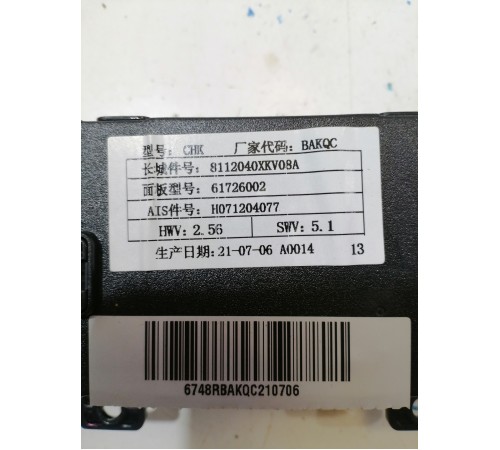 型号: CHK 厂家代码: BAKQC
长城件号: 8112040XKV08A
面板型号: 61726002
AIS件号: H071204077
HWV: 2.56 SWV: 5.1
生产日期: 21-07-06 A0014 13
6748RBAKQC210706